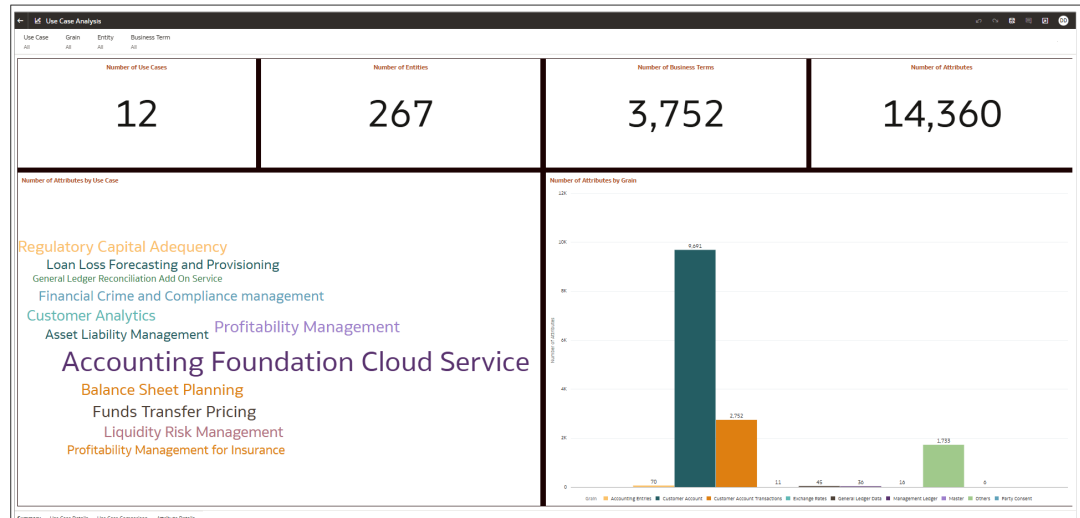 Use Case Analysis
Use Case Grain Entity Business Term
All All All All
Number of Use Cases
12
Number of Entities
267
Number of Business Terms
3,752
Number of Attributes
14,360
Number of Attributes by Use Case
Regulatory Capital Adequacy
Loan Loss Forecasting and Provisioning
General Ledger Reconciliation Add On Service
Financial Crime and Compliance management
Customer Analytics
Profitability Management
Asset Liability Management
Accounting Foundation Cloud Service
Balance Sheet Planning
Funds Transfer Pricing
Liquidity Risk Management
Profitability Management for Insurance
Number of Attributes by Grain
Number of Attributes
12K
10K
8K
6K
4K
2K
0
70
9,691
2,752
11
45
36
16
1,733
6
Grain Accounting Entries Customer Account Customer Account Transactions Exchange Rates General Ledger Data Management Ledger Master Others Party Consent